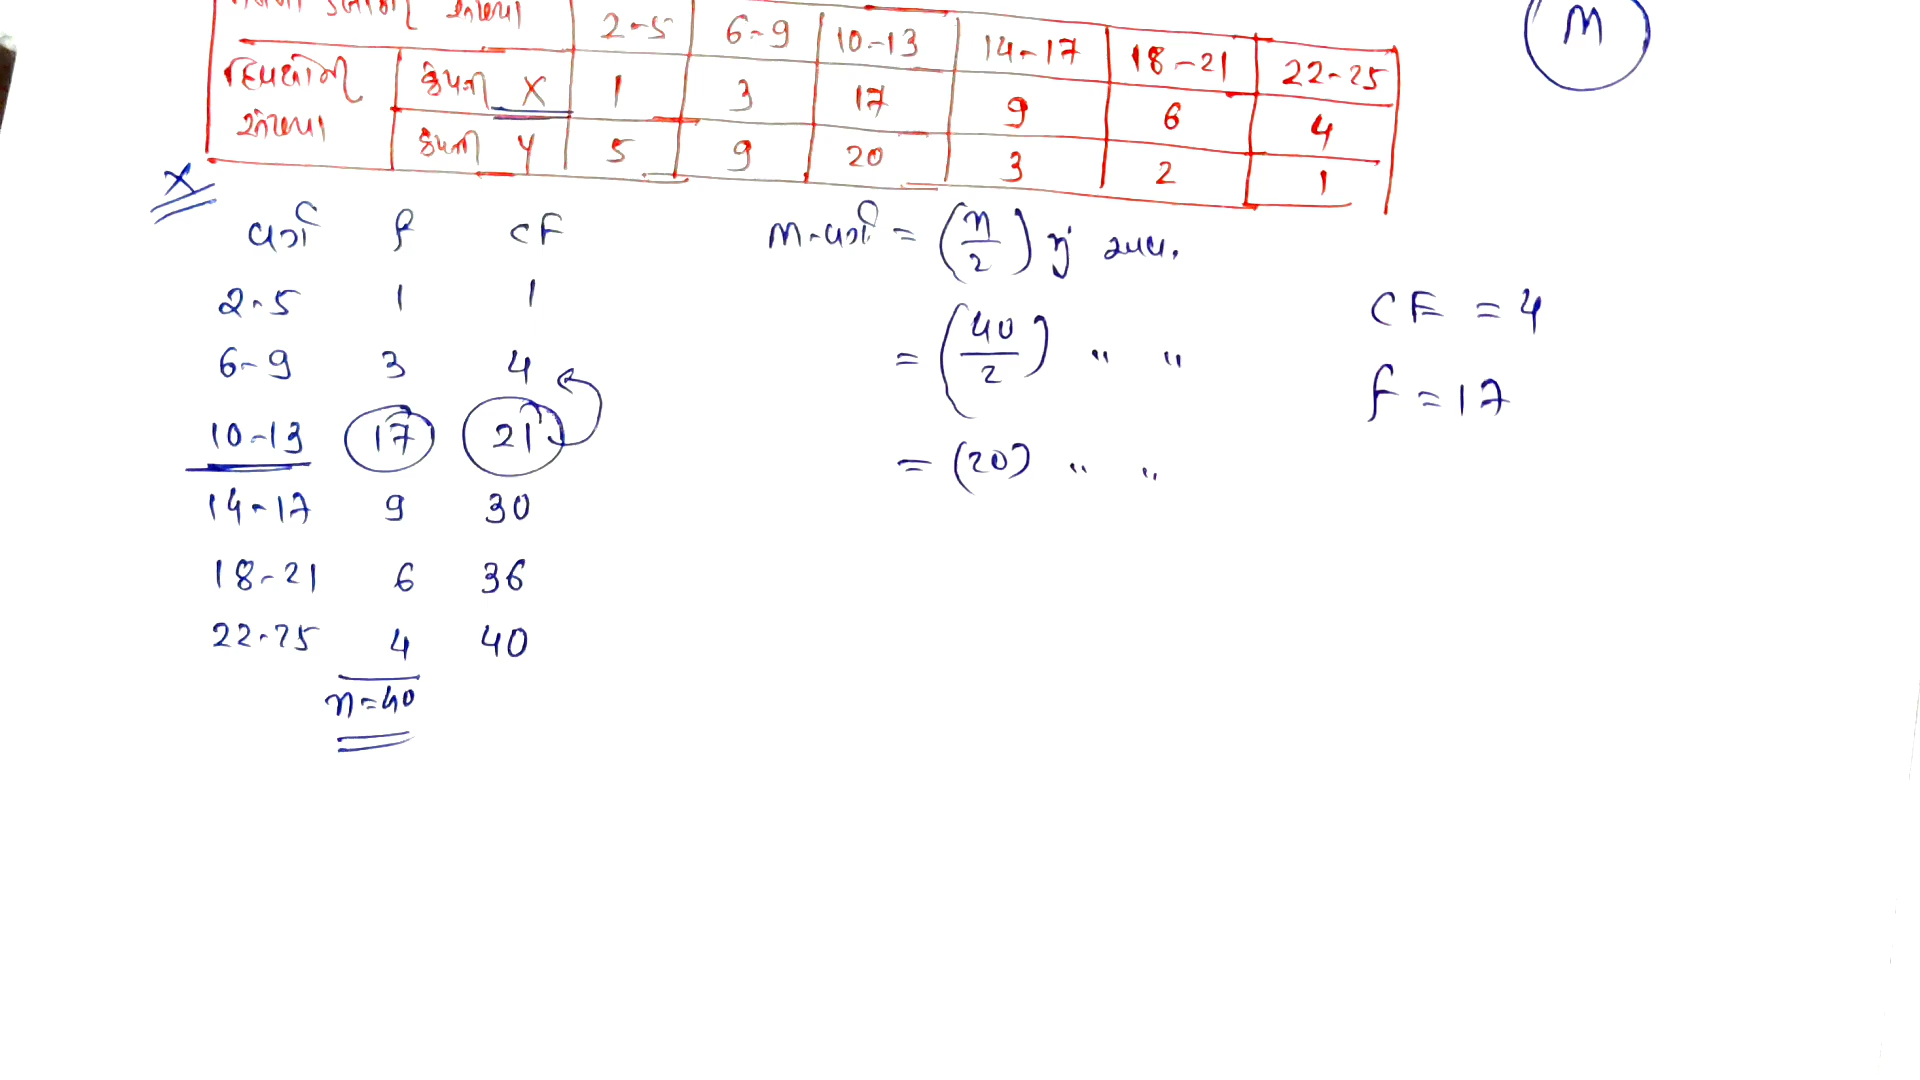 સંખ્યા 2-5 6-9 10-13 14-17 18-21 22-25 M
કંપની X 1 3 17 9 6 4
સંખ્યા કંપની Y 5 9 20 3 2 1
X
વર્ગ f CF M-વર્ગ = (n/2) નું અવ.
2-5 1 1 CF = 4
6-9 3 4 = (40/2) " "
10-13 17 21 f = 17
= (20) " "
14-17 9 30
18-21 6 36
22-25 4 40
n=40